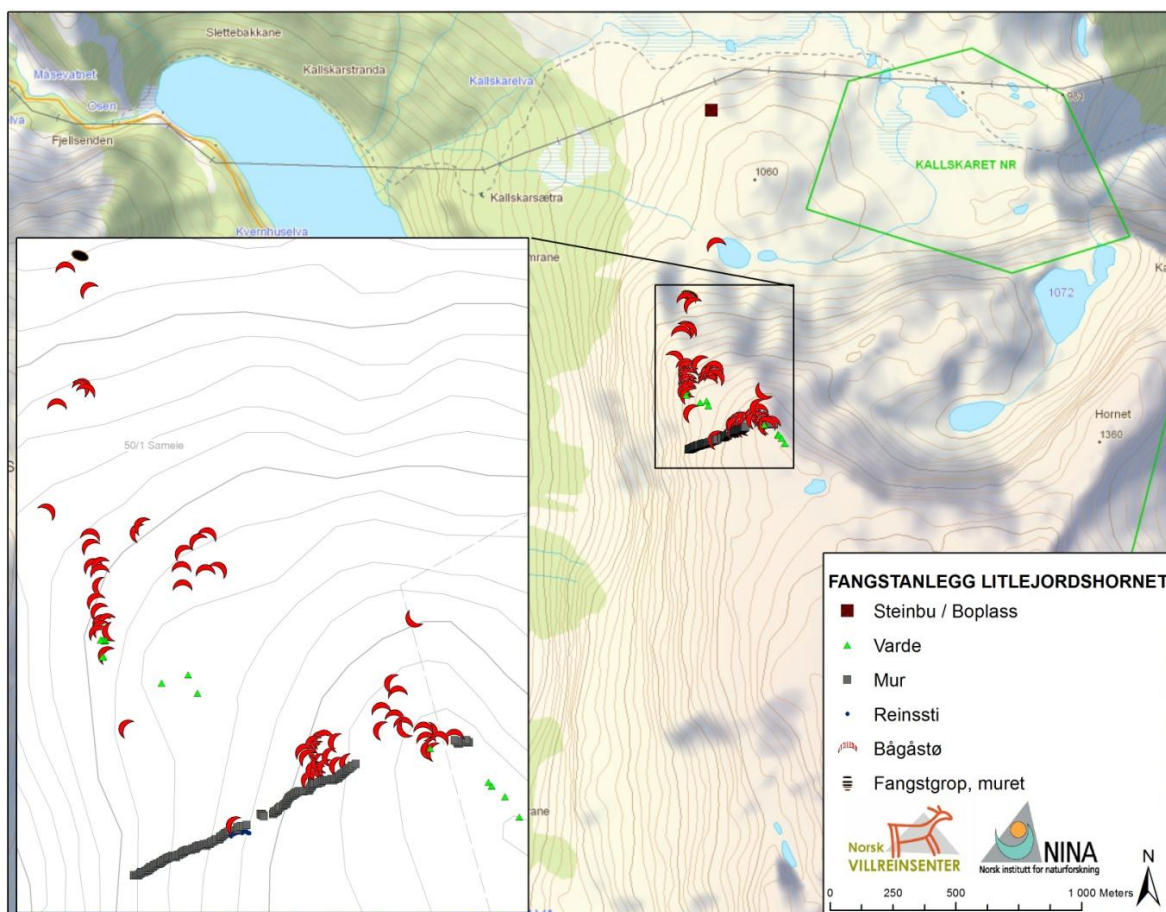 Slettebakkane
Kallskarstranda
Kallskarelva
Måsevatnet
Osen
Fjellsenden
981
KALLSKARET NR
1060
Kallskarsætra
Kvernhuselva
1072
Hornet
1360
50/1 Sameie
FANGSTANLEGG LITLEJORDSHORNET
Steinbu / Boplass
Varde
Mur
Reinssti
Bågåstø
Fangstgrop, muret
Norsk
VILLREINSENTER
NINA
Norsk institutt for naturforskning
N
0 250 500 1 000 Meters